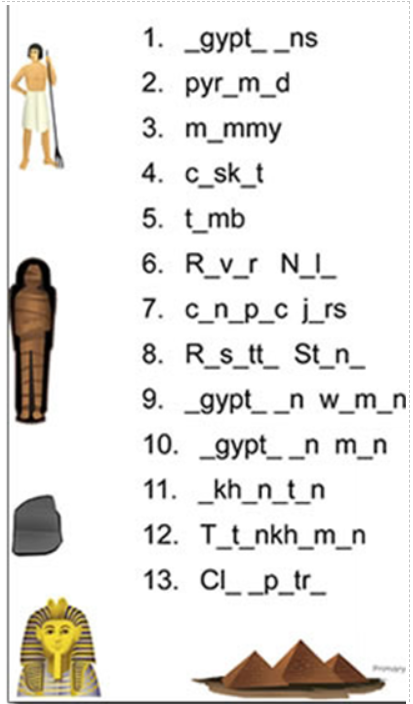 1. _gypt_ _ns
2. pyr_m_d
3. m_mmy
4. c_sk_t
5. t_mb
6. R_v_r N_l_
7. c_n_p_c j_rs
8. R_s_tt_ St_n_
9. _gypt_ _n w_m_n
10. _gypt_ _n m_n
11. _kh_n_t_n
12. T_t_nkh_m_n
13. Cl_ _p_tr_
Primary